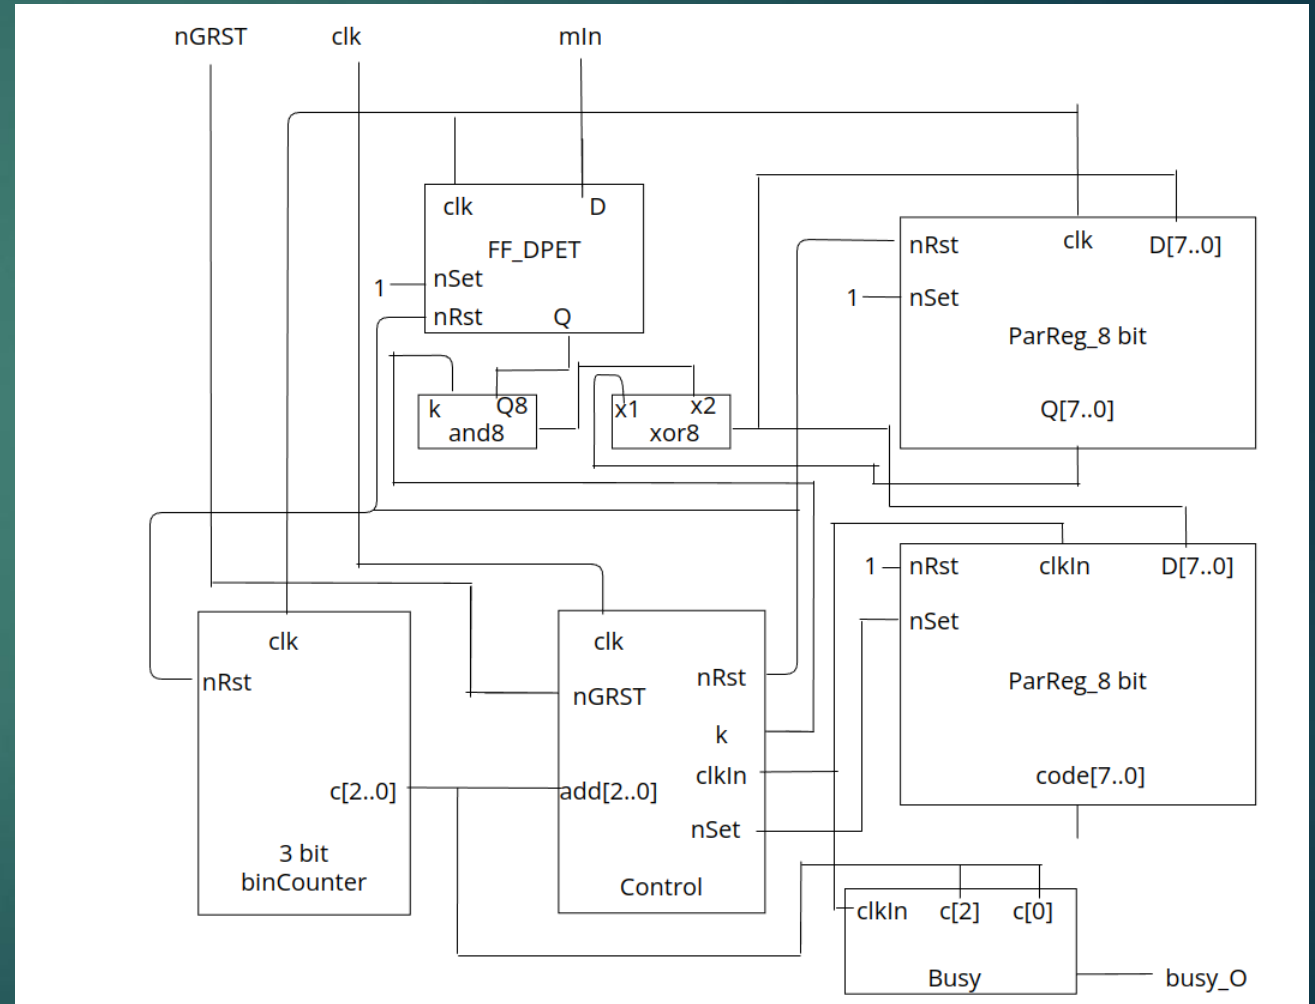 nGRST
clk
mIn
clk
D
FF_DPET
1
nSet
nRst
Q
nRst
clk
D[7..0]
1
nSet
ParReg_8 bit
Q[7..0]
k
Q8
and8
x1
x2
xor8
1
nRst
clkIn
D[7..0]
nSet
ParReg_8 bit
code[7..0]
clk
nRst
c[2..0]
3 bit
binCounter
clk
nGRST
nRst
k
clkIn
add[2..0]
nSet
Control
clkIn
c[2]
c[0]
Busy
busy_O